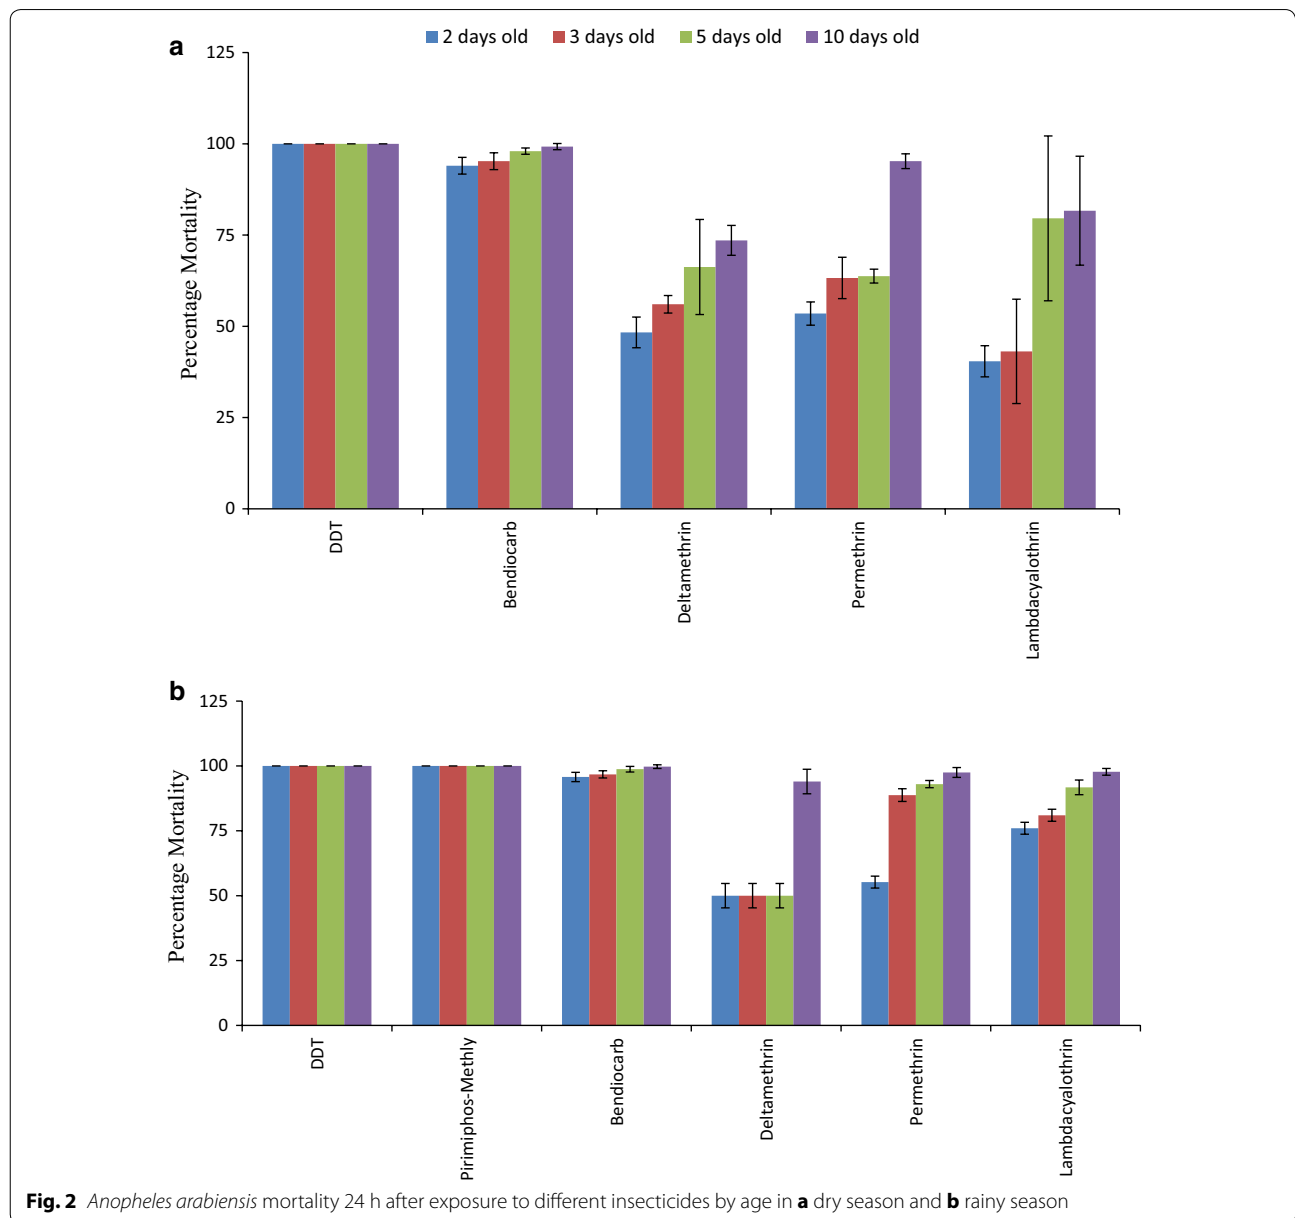 a
2 days old 3 days old 5 days old 10 days old
125
100
75
50
25
0
Percentage Mortality
DDT
Bendiocarb
Deltamethrin
Permethrin
Lambdacyalothrin
b
125
100
75
50
25
0
Percentage Mortality
DDT
Pirimiphos-Methly
Bendiocarb
Deltamethrin
Permethrin
Lambdacyalothrin
Fig. 2 Anopheles arabiensis mortality 24 h after exposure to different insecticides by age in a dry season and b rainy season